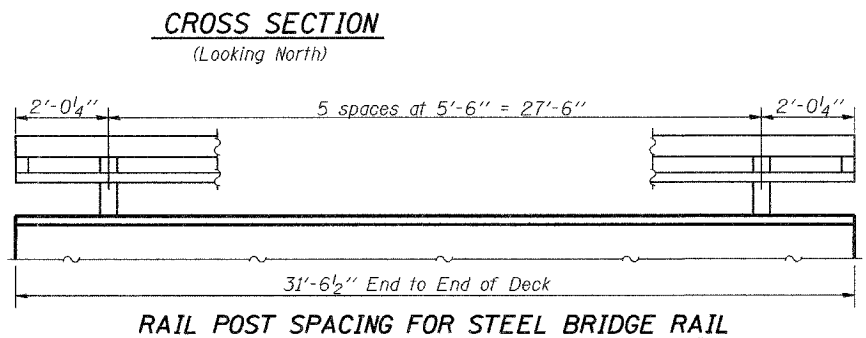 CROSS SECTION
(Looking North)
2'-0¼" 5 spaces at 5'-6" = 27'-6" 2'-0¼"
31'-6½" End to End of Deck
RAIL POST SPACING FOR STEEL BRIDGE RAIL